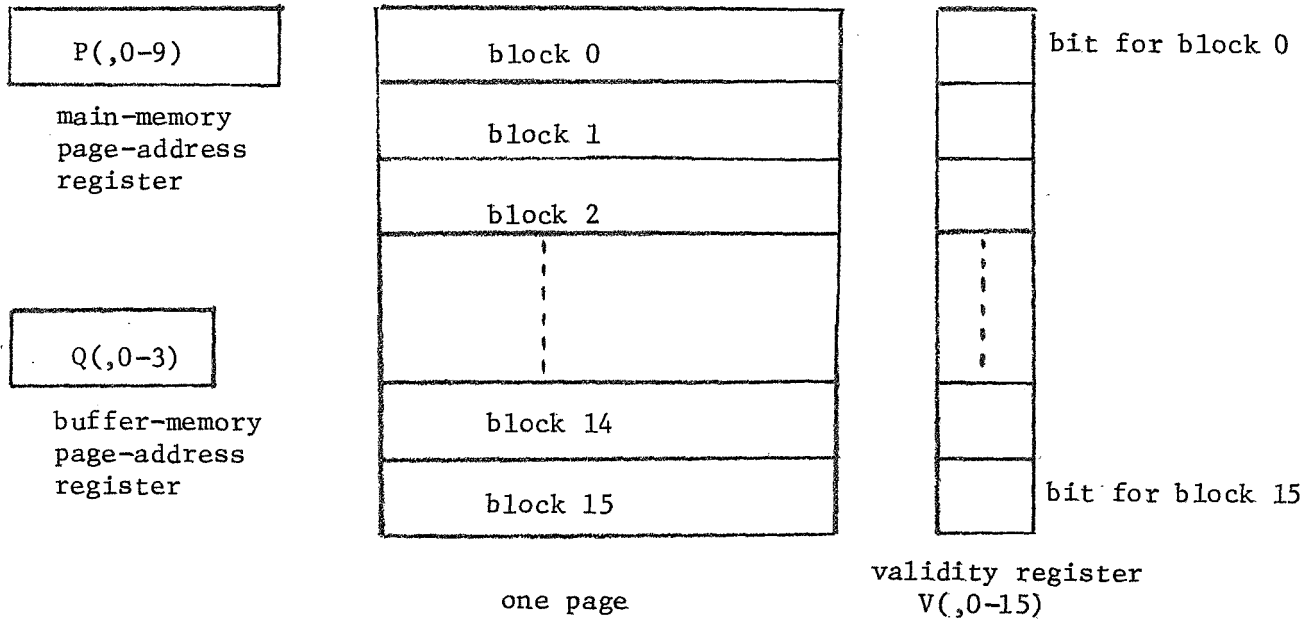 P(,0-9)
main-memory
page-address
register
Q(,0-3)
buffer-memory
page-address
register
block 0
block 1
block 2
block 14
block 15
one page
bit for block 0
bit for block 15
validity register
V(,0-15)